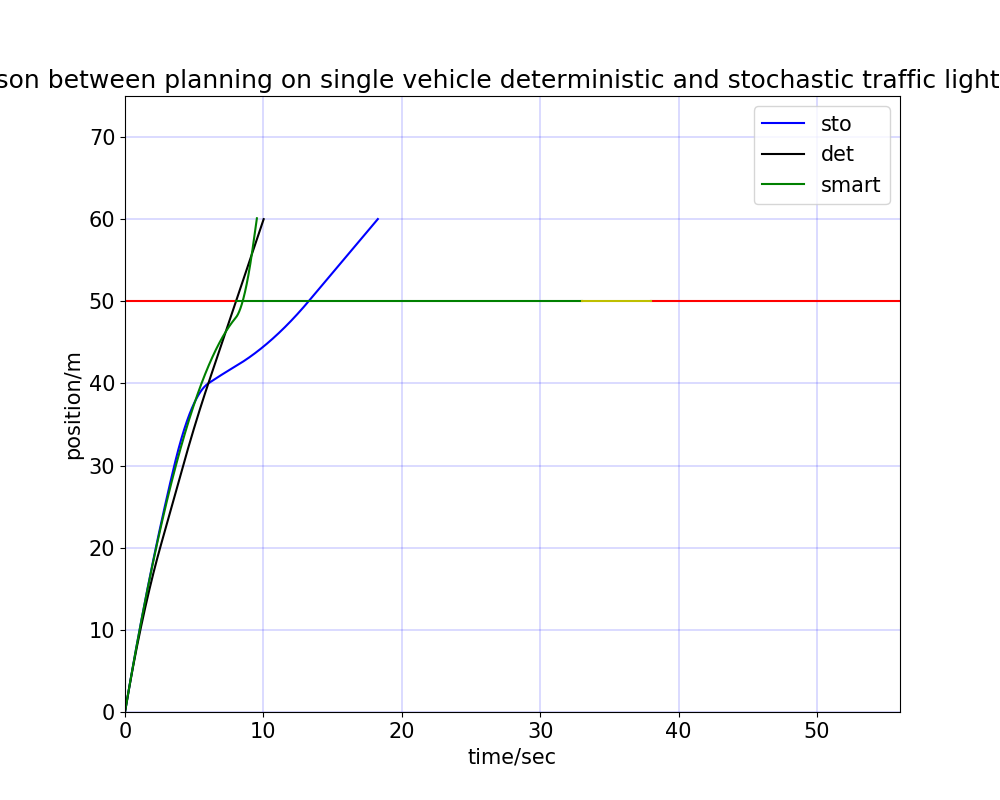 son between planning on single vehicle deterministic and stochastic traffic light
sto
det
smart
70
60
50
40
30
20
10
0
position/m
0 10 20 30 40 50
time/sec